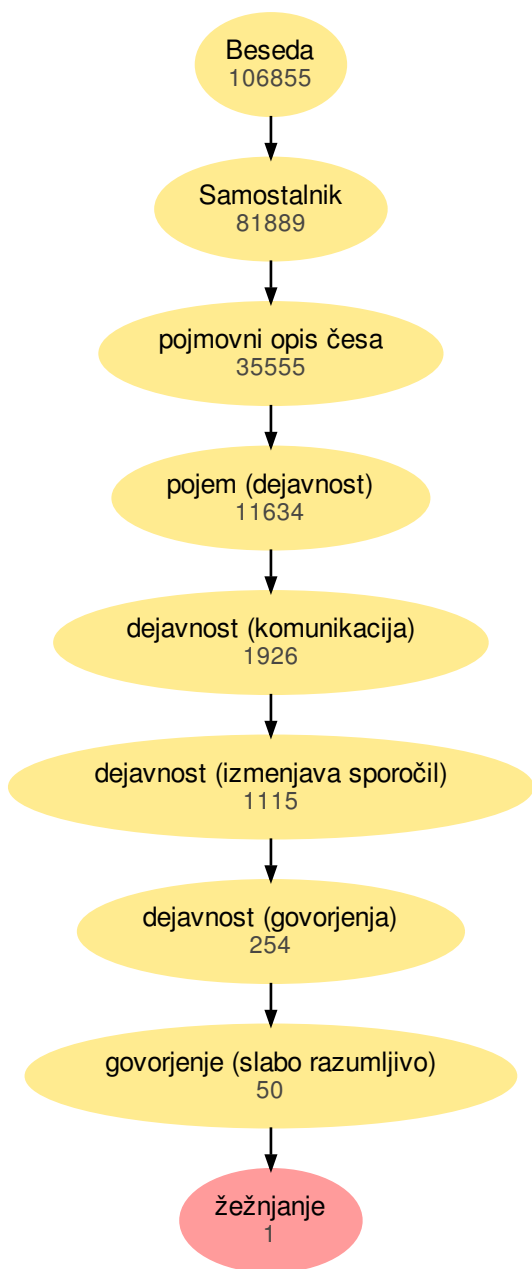 Beseda
106855
Samostalnik
81889
pojmovni opis česa
35555
pojem (dejavnost)
11634
dejavnost (komunikacija)
1926
dejavnost (izmenjava sporočil)
1115
dejavnost (govorjenja)
254
govorjenje (slabo razumljivo)
50
žežnjanje
1